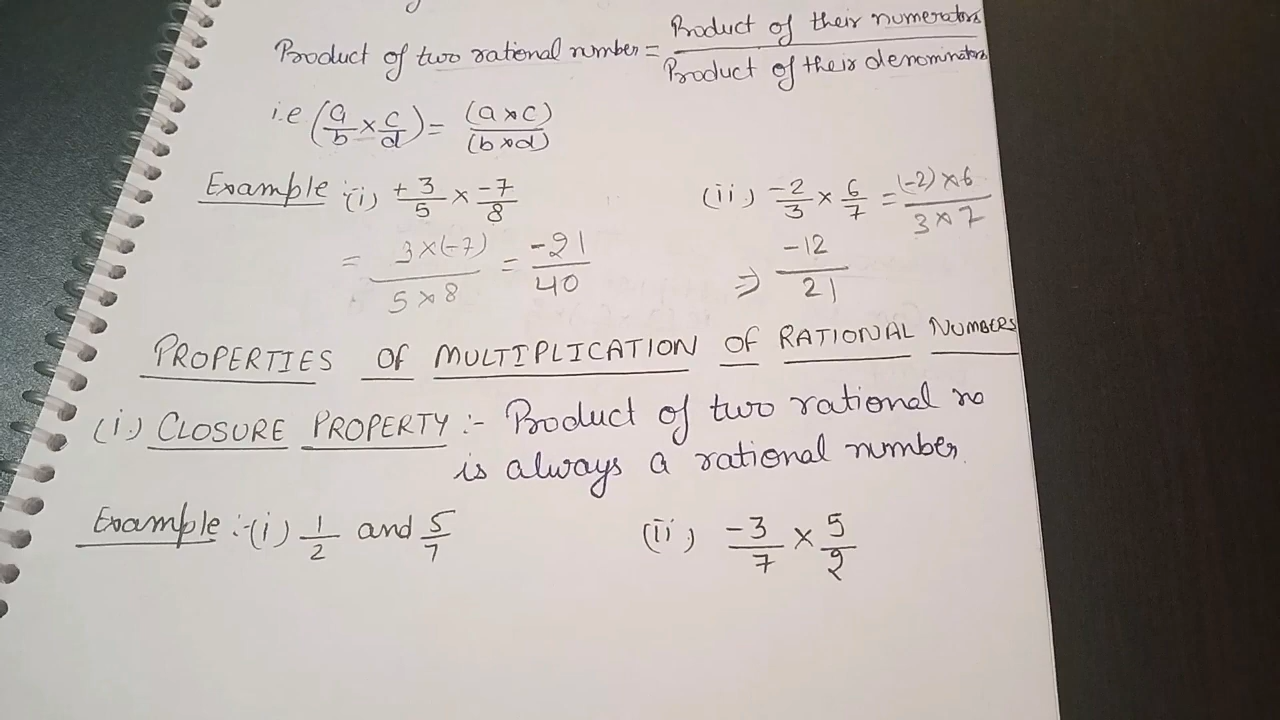 Product of two rational number = Product of their numerators / Product of their denominators
i.e (a/b × c/d) = (a × c) / (b × d)
Example :- (i) +3/5 × -7/8 (ii) -2/3 × 6/7 = (-2) × 6 / 3 × 7
= 3 × (-7) / 5 × 8 = -21/40 ⇒ -12/21
PROPERTIES OF MULTIPLICATION OF RATIONAL NUMBERS
(i) CLOSURE PROPERTY :- Product of two rational no
is always a rational number.
Example :- (i) 1/2 and 5/7 (ii) -3/7 × 5/2